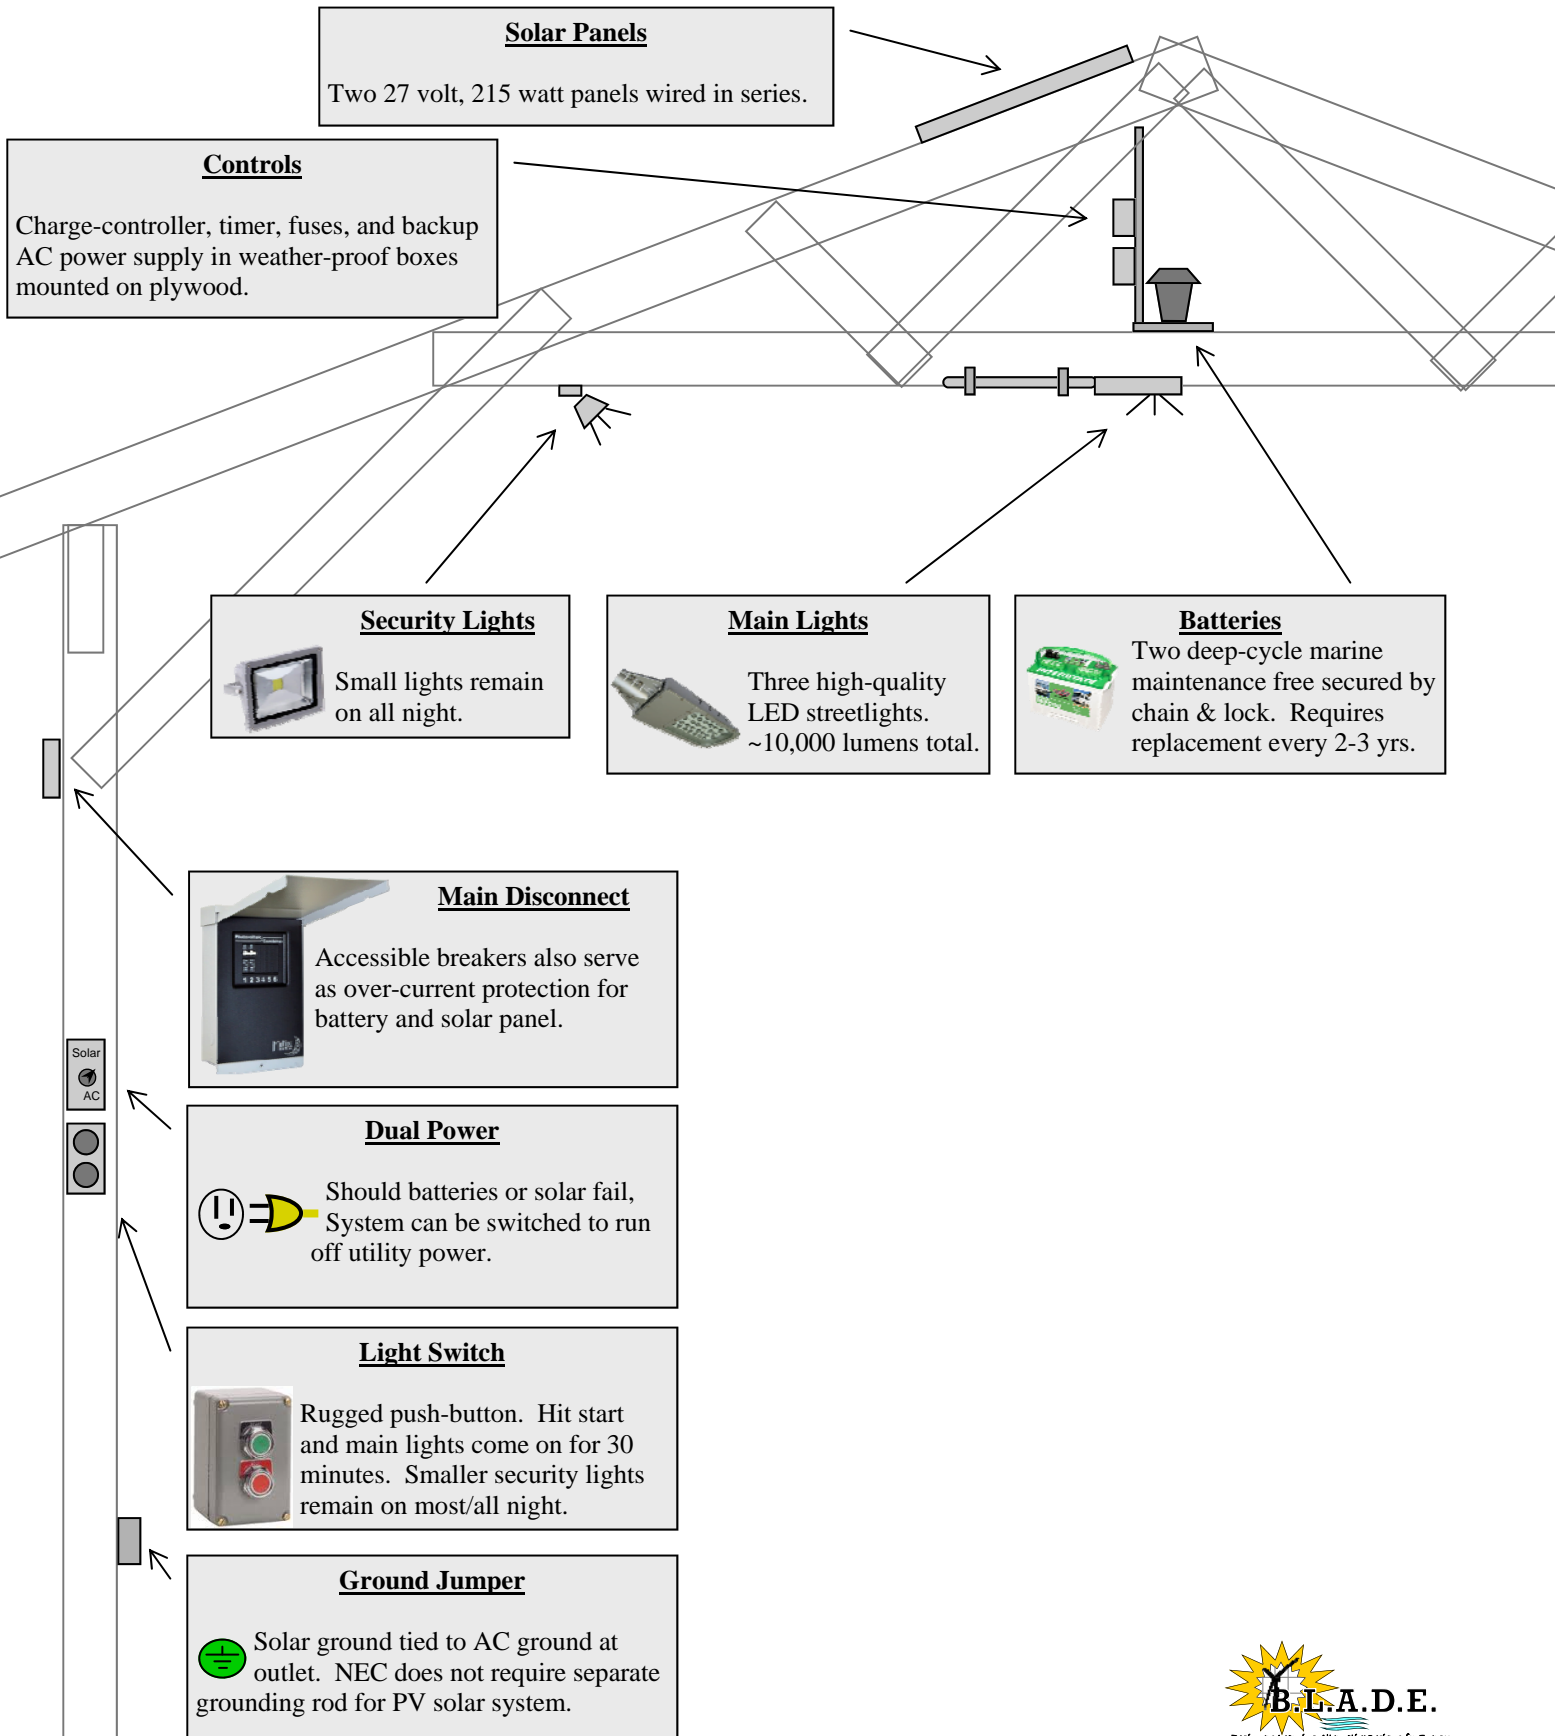 Solar Panels
Two 27 volt, 215 watt panels wired in series.
Controls
Charge-controller, timer, fuses, and backup
AC power supply in weather-proof boxes
mounted on plywood.
Security Lights
Small lights remain
on all night.
Main Lights
Three high-quality
LED streetlights.
~10,000 lumens total.
Batteries
Two deep-cycle marine
maintenance free secured by
chain & lock. Requires
replacement every 2-3 yrs.
Main Disconnect
Accessible breakers also serve
as over-current protection for
battery and solar panel.
1 2 3 4 5 6
Solar
AC
Dual Power
Should batteries or solar fail,
System can be switched to run
off utility power.
Light Switch
Rugged push-button. Hit start
and main lights come on for 30
minutes. Smaller security lights
remain on most/all night.
Ground Jumper
Solar ground tied to AC ground at
outlet. NEC does not require separate
grounding rod for PV solar system.
B.L.A.D.E.